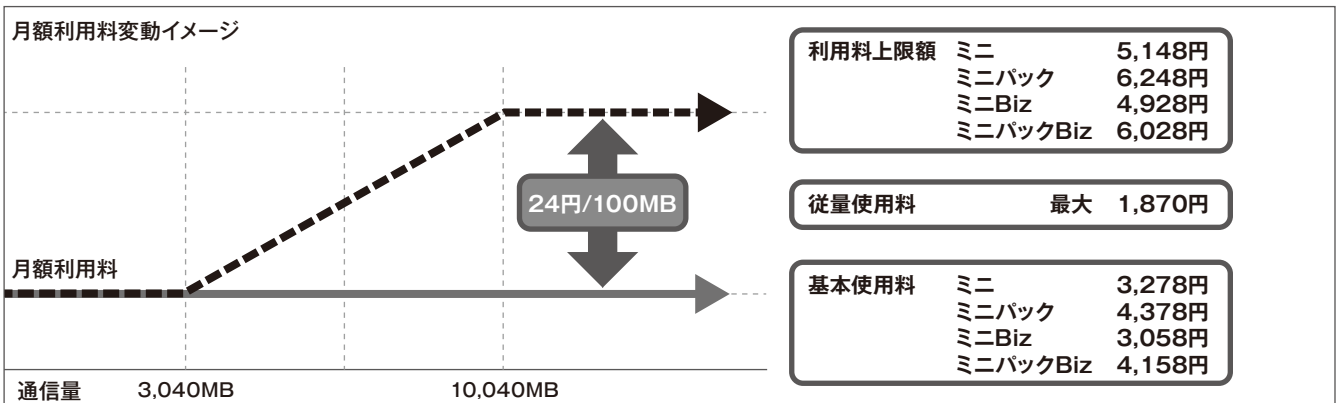 月額利用料変動イメージ
24円/100MB
月額利用料
通信量 3,040MB 10,040MB
利用料上限額 ミニ 5,148円
ミニパック 6,248円
ミニBiz 4,928円
ミニパックBiz 6,028円
従量使用料 最大 1,870円
基本使用料 ミニ 3,278円
ミニパック 4,378円
ミニBiz 3,058円
ミニパックBiz 4,158円